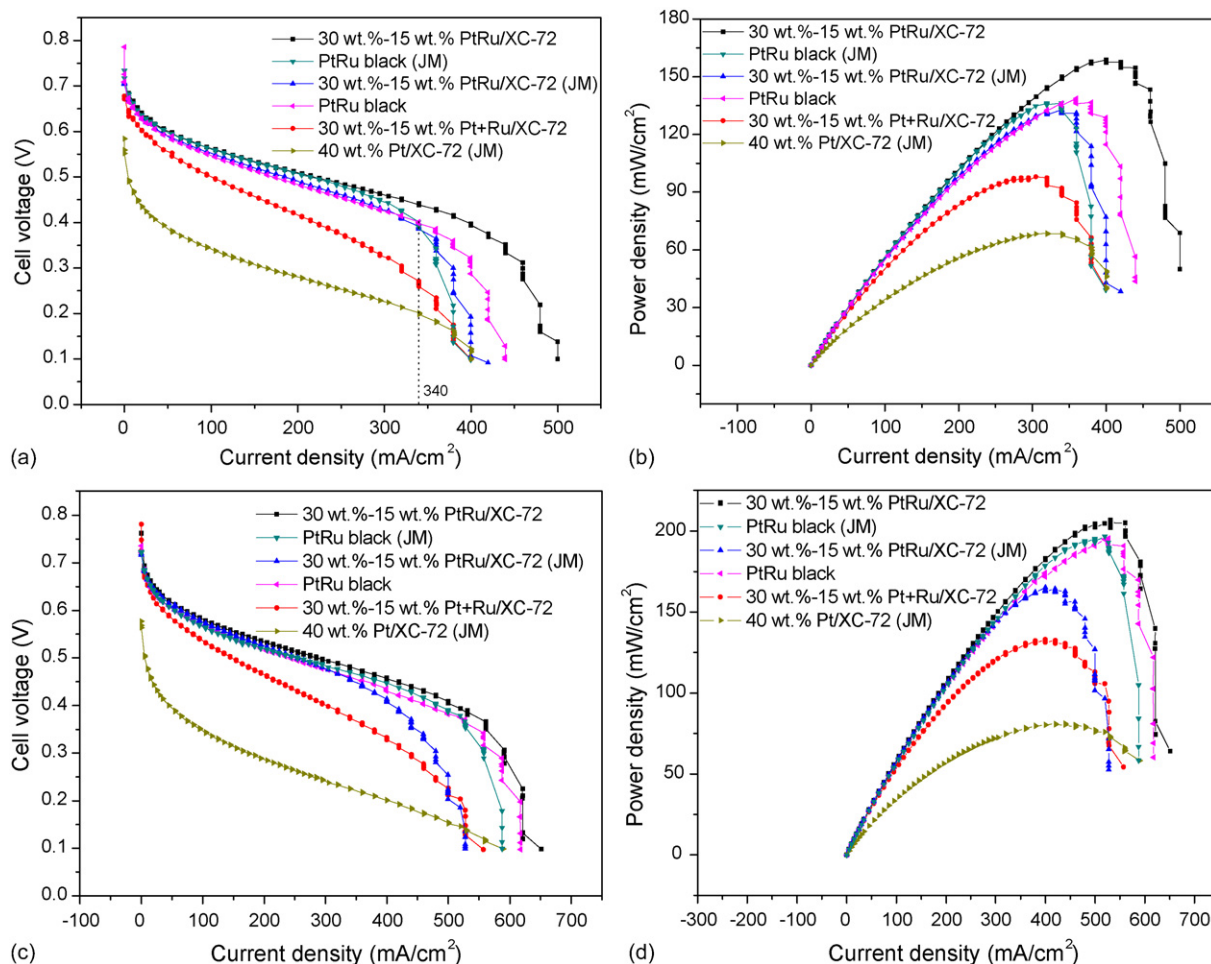 0.8
0.7
0.6
0.5
0.4
0.3
0.2
0.1
0.0
Cell voltage (V)
30 wt.%-15 wt.% PtRu/XC-72
PtRu black (JM)
30 wt.%-15 wt.% PtRu/XC-72 (JM)
PtRu black
30 wt.%-15 wt.% Pt+Ru/XC-72
40 wt.% Pt/XC-72 (JM)
340
0 100 200 300 400 500
Current density (mA/cm²)
(a)
180
150
120
90
60
30
0
Power density (mW/cm²)
30 wt.%-15 wt.% PtRu/XC-72
PtRu black (JM)
30 wt.%-15 wt.% PtRu/XC-72 (JM)
PtRu black
30 wt.%-15 wt.% Pt+Ru/XC-72
40 wt.% Pt/XC-72 (JM)
-100 0 100 200 300 400 500
Current density (mA/cm²)
(b)
0.8
0.7
0.6
0.5
0.4
0.3
0.2
0.1
0.0
Cell voltage (V)
30 wt.%-15 wt.% PtRu/XC-72
PtRu black (JM)
30 wt.%-15 wt.% PtRu/XC-72 (JM)
PtRu black
30 wt.%-15 wt.% Pt+Ru/XC-72
40 wt.% Pt/XC-72 (JM)
-100 0 100 200 300 400 500 600 700
Current density (mA/cm²)
(c)
200
150
100
50
0
Power density (mW/cm²)
30 wt.%-15 wt.% PtRu/XC-72
PtRu black (JM)
30 wt.%-15 wt.% PtRu/XC-72 (JM)
PtRu black
30 wt.%-15 wt.% Pt+Ru/XC-72
40 wt.% Pt/XC-72 (JM)
-300 -200 -100 0 100 200 300 400 500 600 700
Current density (mA/cm²)
(d)